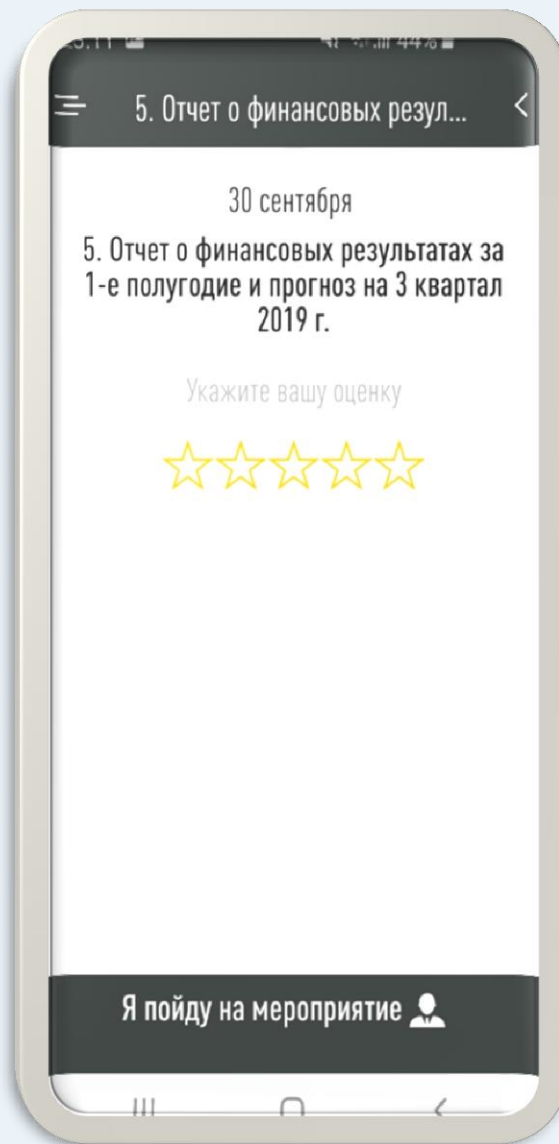 5. Отчет о финансовых резул...
30 сентября
5. Отчет о финансовых результатах за
1-е полугодие и прогноз на 3 квартал
2019 г.
Укажите вашу оценку
Я пойду на мероприятие